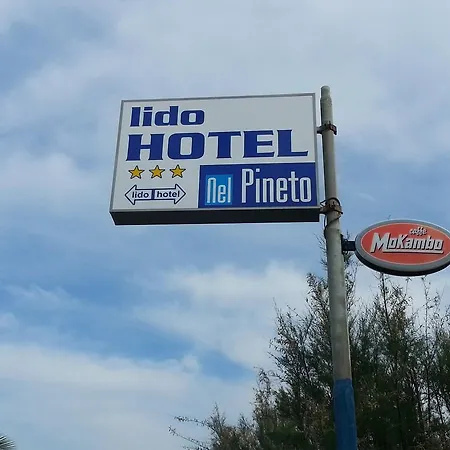 lido
HOTEL
Nel Pineto
lido hotel
caffè
MoKambo